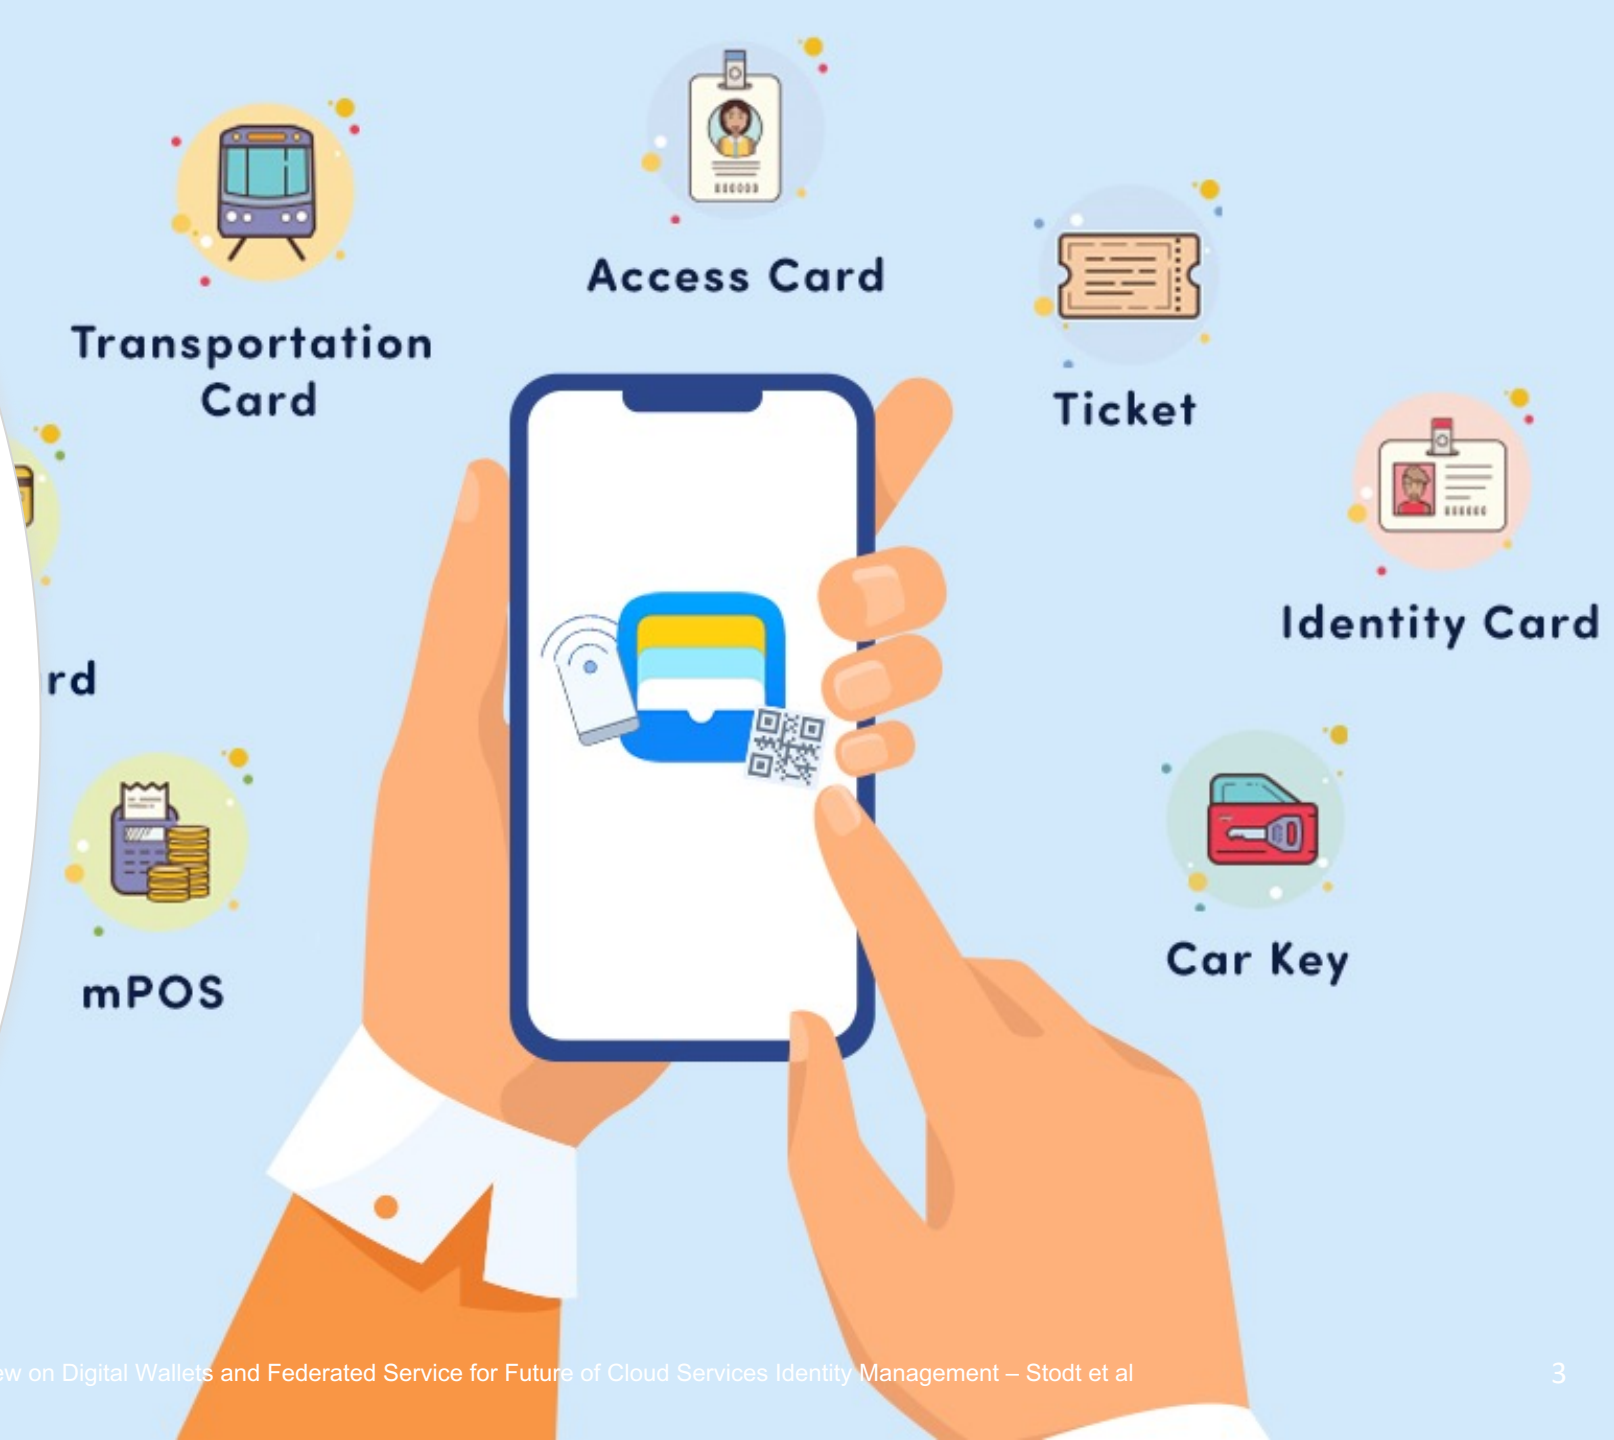 Access Card
Transportation
Card
Ticket
Identity Card
rd
Car Key
mPOS
ew on Digital Wallets and Federated Service for Future of Cloud Services Identity Management – Stodt et al
3